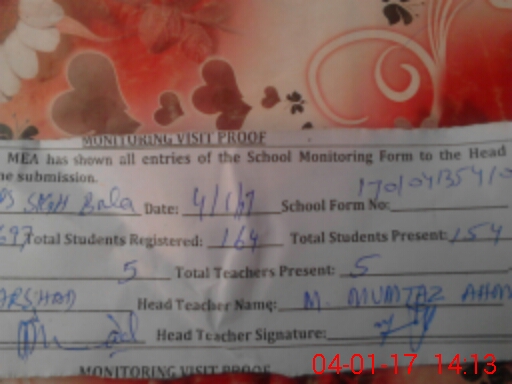 MONITORING VISIT PROOF
MEA has shown all entries of the School Monitoring Form to the Head
submission.
Date: 4/1/17 School Form No:
Total Students Registered: 164 Total Students Present: 154
5 Total Teachers Present: 5
ARSHAD Head Teacher Name: M. MUMTAZ
Head Teacher Signature:
MONITORING VISIT PROOF
04-01-17 14:13